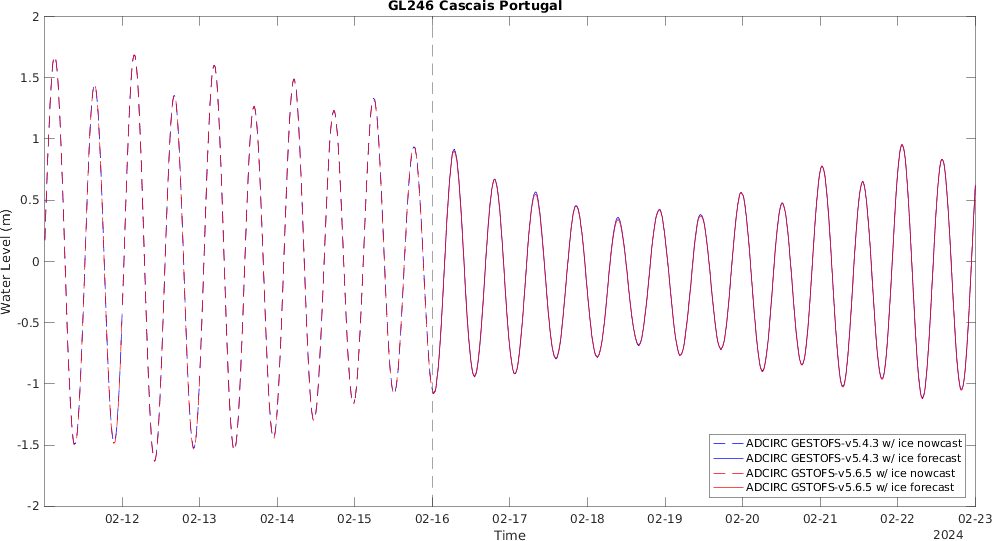 GL246 Cascais Portugal
Water Level (m)
2
1.5
1
0.5
0
-0.5
-1
-1.5
-2
ADCIRC GESTOFS-v5.4.3 w/ ice nowcast
ADCIRC GESTOFS-v5.4.3 w/ ice forecast
ADCIRC GSTOFS-v5.6.5 w/ ice nowcast
ADCIRC GSTOFS-v5.6.5 w/ ice forecast
02-12 02-13 02-14 02-15 02-16 02-17 02-18 02-19 02-20 02-21 02-22 02-23
Time
2024